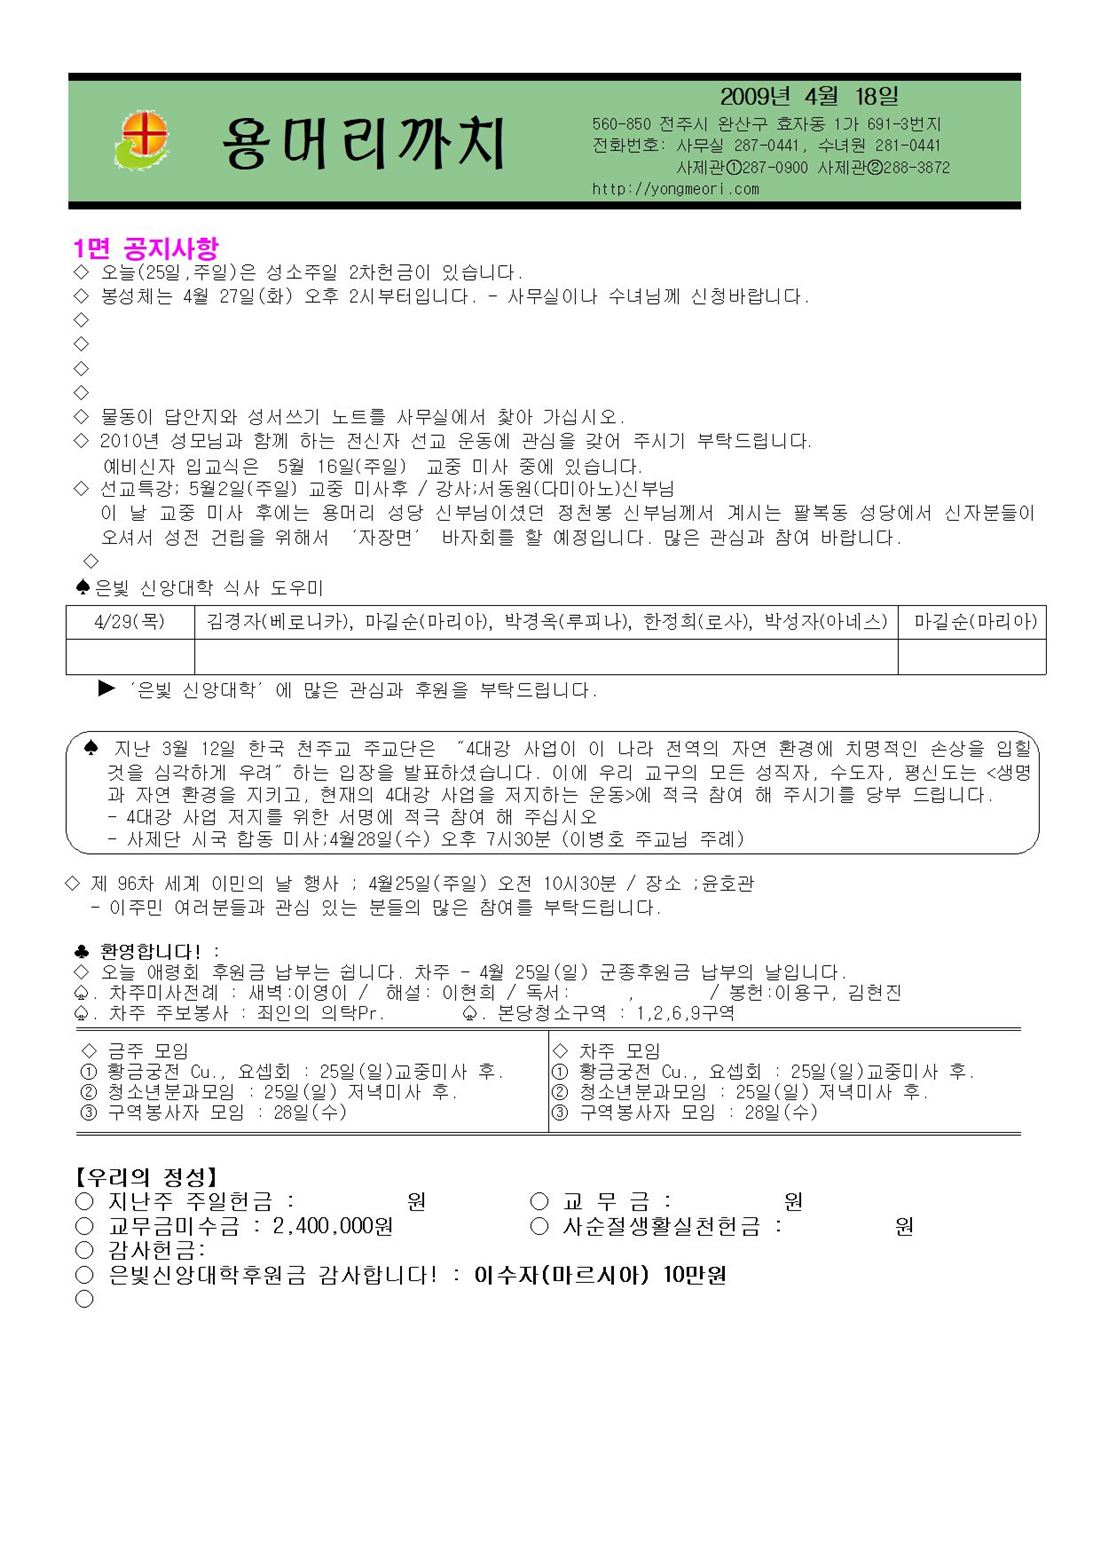 2009년 4월 18일
용머리까치
560-850 전주시 완산구 효자동 1가 691-3번지
전화번호: 사무실 287-0441, 수녀원 281-0441
사제관①287-0900 사제관②288-3872
http://yongmeori.com
1면 공지사항
◇ 오늘(25일,주일)은 성소주일 2차헌금이 있습니다.
◇ 봉성체는 4월 27일(화) 오후 2시부터입니다. - 사무실이나 수녀님께 신청바랍니다.
◇
◇
◇
◇
◇ 물동이 답안지와 성서쓰기 노트를 사무실에서 찾아 가십시오.
◇ 2010년 성모님과 함께 하는 전신자 선교 운동에 관심을 갖어 주시기 부탁드립니다.
예비신자 입교식은 5월 16일(주일) 교중 미사 중에 있습니다.
◇ 선교특강; 5월2일(주일) 교중 미사후 / 강사;서동원(다미아노)신부님
이 날 교중 미사 후에는 용머리 성당 신부님이셨던 정천봉 신부님께서 계시는 팔복동 성당에서 신자분들이
오셔서 성전 건립을 위해서 ‘자장면’ 바자회를 할 예정입니다. 많은 관심과 참여 바랍니다.
◇
♠은빛 신앙대학 식사 도우미
4/29(목) 김경자(베로니카), 마길순(마리아), 박경옥(루피나), 한정희(로사), 박성자(아네스) 마길순(마리아)
▶ ‘은빛 신앙대학’ 에 많은 관심과 후원을 부탁드립니다.
♠ 지난 3월 12일 한국 천주교 주교단은 “4대강 사업이 이 나라 전역의 자연 환경에 치명적인 손상을 입힐
것을 심각하게 우려” 하는 입장을 발표하셨습니다. 이에 우리 교구의 모든 성직자, 수도자, 평신도는 <생명
과 자연 환경을 지키고, 현재의 4대강 사업을 저지하는 운동>에 적극 참여 해 주시기를 당부 드립니다.
- 4대강 사업 저지를 위한 서명에 적극 참여 해 주십시오
- 사제단 시국 합동 미사;4월28일(수) 오후 7시30분 (이병호 주교님 주례)
◇ 제 96차 세계 이민의 날 행사 ; 4월25일(주일) 오전 10시30분 / 장소 ;윤호관
- 이주민 여러분들과 관심 있는 분들의 많은 참여를 부탁드립니다.
♣ 환영합니다! :
◇ 오늘 애령회 후원금 납부는 쉽니다. 차주 - 4월 25일(일) 군종후원금 납부의 날입니다.
♤. 차주미사전례 : 새벽:이영이 / 해설: 이현희 / 독서: , / 봉헌:이용구, 김현진
♤. 차주 주보봉사 : 죄인의 의탁Pr. ♤. 본당청소구역 : 1,2,6,9구역
◇ 금주 모임
① 황금궁전 Cu., 요셉회 : 25일(일)교중미사 후.
② 청소년분과모임 : 25일(일) 저녁미사 후.
③ 구역봉사자 모임 : 28일(수)
◇ 차주 모임
① 황금궁전 Cu., 요셉회 : 25일(일)교중미사 후.
② 청소년분과모임 : 25일(일) 저녁미사 후.
③ 구역봉사자 모임 : 28일(수)
【우리의 정성】
○ 지난주 주일헌금 : 원 ○ 교 무 금 : 원
○ 교무금미수금 : 2,400,000원 ○ 사순절생활실천헌금 : 원
○ 감사헌금:
○ 은빛신앙대학후원금 감사합니다! : 이수자(마르시아) 10만원
○